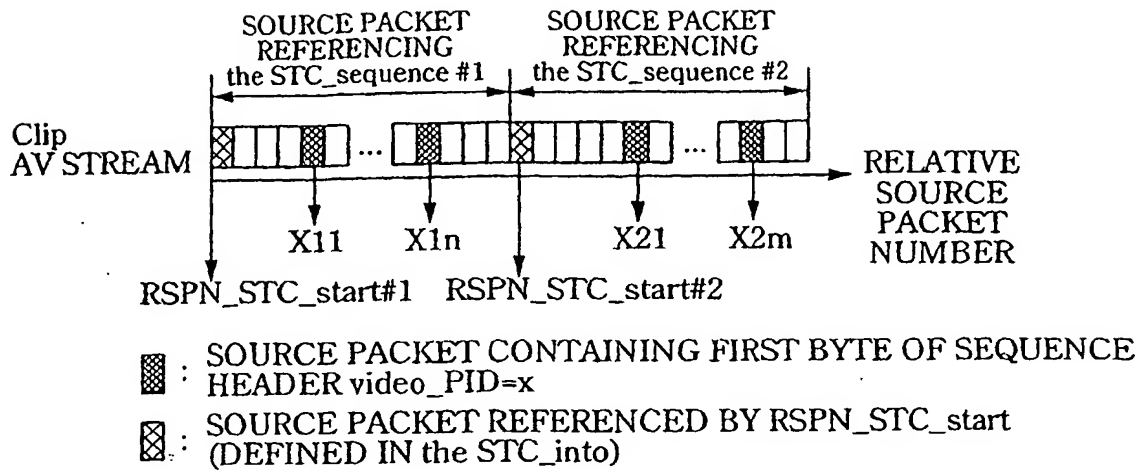 SOURCE PACKET
REFERENCING
the STC_sequence #1
SOURCE PACKET
REFERENCING
the STC_sequence #2
Clip
AV STREAM
...
...
RELATIVE
SOURCE
PACKET
NUMBER
X11
X1n
X21
X2m
RSPN_STC_start#1
RSPN_STC_start#2
: SOURCE PACKET CONTAINING FIRST BYTE OF SEQUENCE
HEADER video_PID=x
: SOURCE PACKET REFERENCED BY RSPN_STC_start
(DEFINED IN the STC_into)